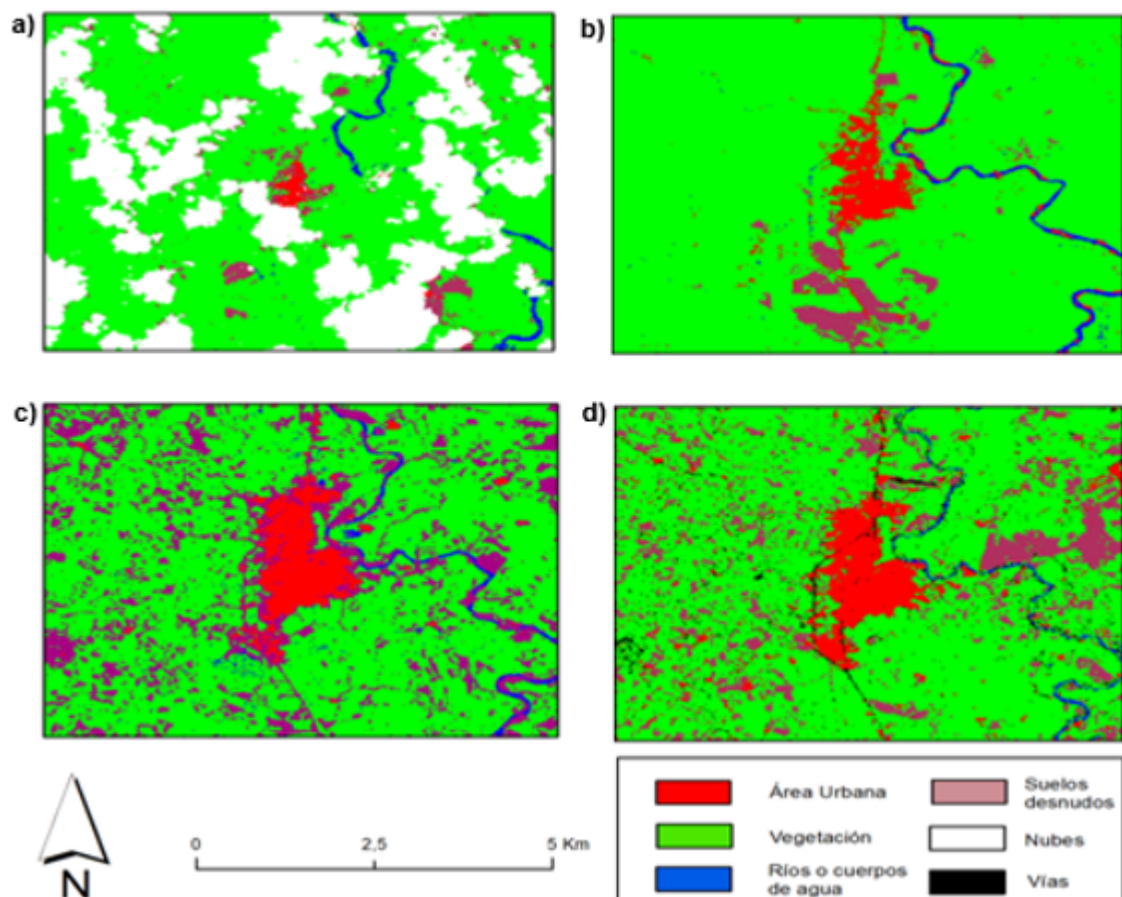 a)
b)
c)
d)
N
0 2,5 5 Km
Área Urbana
Vegetación
Ríos o cuerpos
de agua
Suelos
desnudos
Nubes
Vías